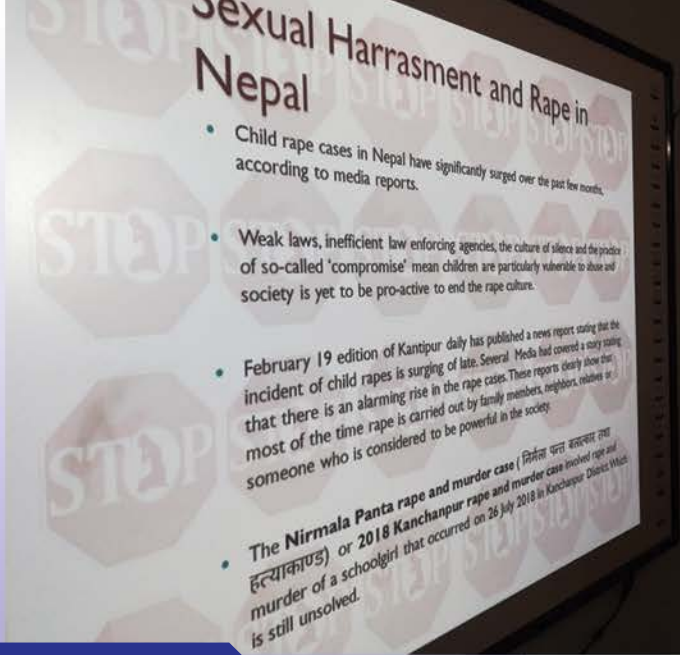 Sexual Harrasment and Rape in
Nepal
• Child rape cases in Nepal have significantly surged over the past few months,
according to media reports.
• Weak laws, inefficient law enforcing agencies, the culture of silence and the practice
of so-called 'compromise' mean children are particularly vulnerable to abuse and
society is yet to be pro-active to end the rape culture.
• February 19 edition of Kantipur daily has published a news report stating that the
incident of child rapes is surging of late. Several Media had covered a story stating
that there is an alarming rise in the rape cases. These reports clearly show that
most of the time rape is carried out by family members, neighbors, relatives or
someone who is considered to be powerful in the society.
• The Nirmala Panta rape and murder case ( निर्मला पन्त बलात्कार तथा
हत्याकाण्ड) or 2018 Kanchanpur rape and murder case involved rape and
murder of a schoolgirl that occurred on 26 July 2018 in Kanchanpur District. Which
is still unsolved.
STOP
STOP
STOP